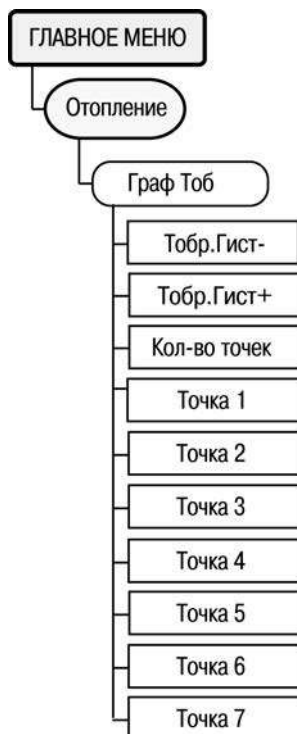 ГЛАВНОЕ МЕНЮ
Отопление
Граф Тоб
Тобр.Гист-
Тобр.Гист+
Кол-во точек
Точка 1
Точка 2
Точка 3
Точка 4
Точка 5
Точка 6
Точка 7